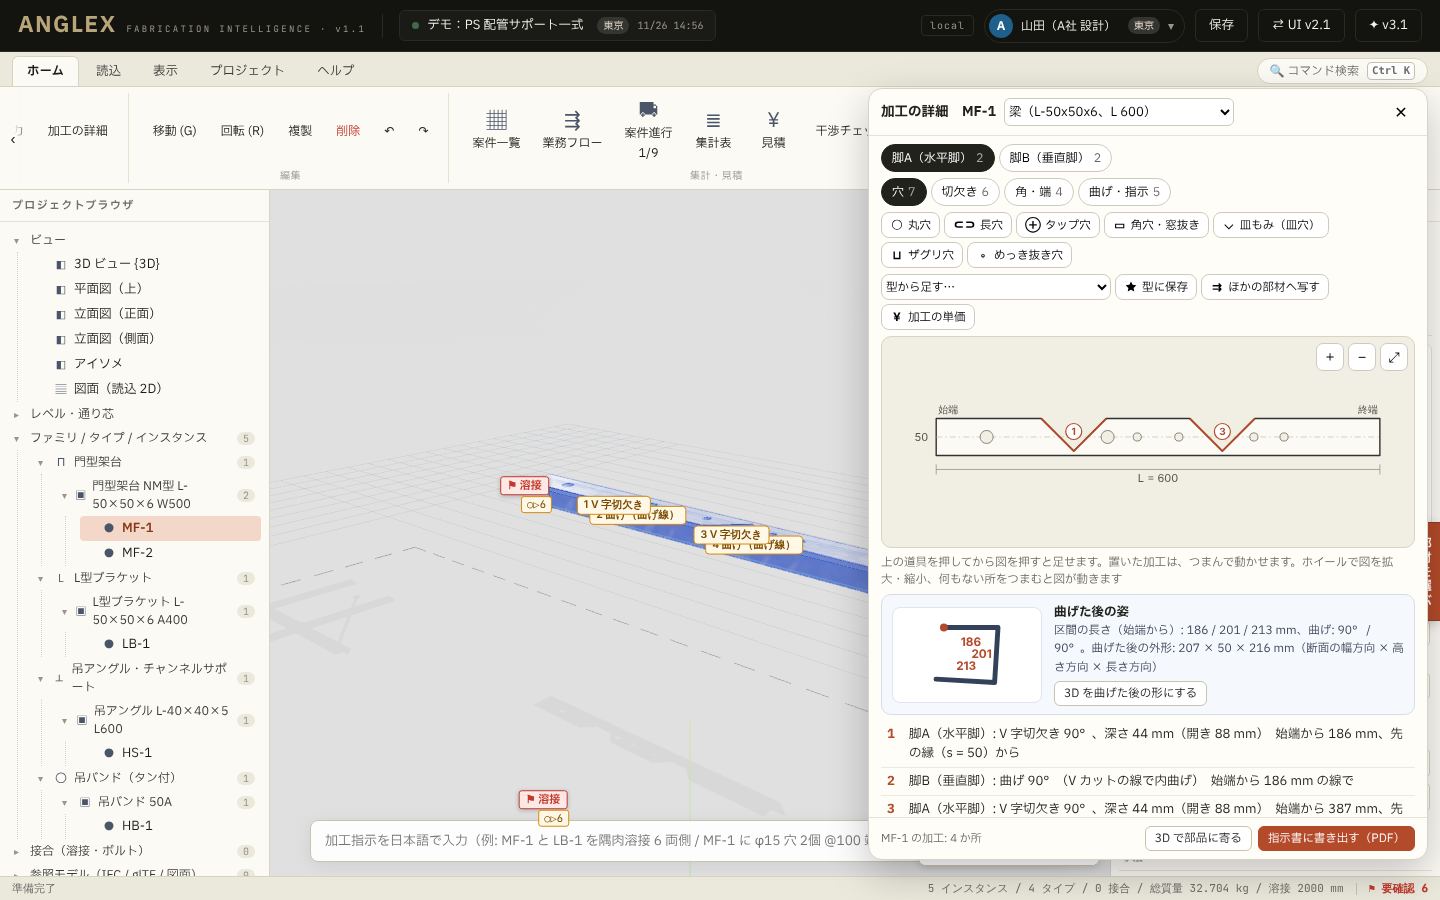 ANGLEX FABRICATION INTELLIGENCE · v1.1
デモ：PS 配管サポート一式 東京 11/26 14:56
local A 山田（A社 設計） 東京 ▾ 保存 ⇄ UI v2.1 ✦ v3.1
ホーム 読込 表示 プロジェクト ヘルプ
コマンド検索 Ctrl K
加工の詳細 移動 (G) 回転 (R) 複製 削除 ↶ ↷
編集
案件一覧 業務フロー 案件進行 1/9 集計表 ¥ 見積
集計・見積
プロジェクトブラウザ
ビュー
3D ビュー {3D}
平面図（上）
立面図（正面）
立面図（側面）
アイソメ
図面（読込 2D）
レベル・通り芯
ファミリ / タイプ / インスタンス 5
門型架台 1
門型架台 NM型 L-
50×50×6 W500 2
MF-1
MF-2
L L型ブラケット 1
L型ブラケット L-
50×50×6 A400 1
LB-1
吊アングル・チャンネルサポ
ート 1
吊アングル L-40×40×5
L600 1
HS-1
吊バンド（タン付） 1
吊バンド 50A 1
HB-1
接合（溶接・ボルト） 0
溶接
6
1 V 字切欠き
3 V 字切欠き
溶接
6
加工指示を日本語で入力（例: MF-1 と LB-1 を隅肉溶接 6 両側 / MF-1 に φ15 穴 2個 @100
加工の詳細 MF-1 梁（L-50x50x6、L 600） ✕
脚A（水平脚） 2 脚B（垂直脚） 2
穴 7 切欠き 6 角・端 4 曲げ・指示 5
丸穴 長穴 タップ穴 角穴・窓抜き 皿もみ（皿穴）
ザグリ穴 めっき抜き穴
型から足す… ★ 型に保存 ほかの部材へ写す
¥ 加工の単価
+ −
始端 終端
50
1 3
L = 600
上の道具を押してから図を押すと足せます。置いた加工は、つまんで動かせます。ホイールで図を拡
大・縮小、何もない所をつまむと図が動きます
186
201
213
曲げた後の姿
区間の長さ（始端から）: 186 / 201 / 213 mm、曲げ: 90° /
90° 。曲げた後の外形: 207 × 50 × 216 mm（断面の幅方向 × 高
さ方向 × 長さ方向）
3D を曲げた後の形にする
1 脚A（水平脚）: V 字切欠き 90° 、深さ 44 mm（開き 88 mm） 始端から 186 mm、先
の縁（s = 50）から
2 脚B（垂直脚）: 曲げ 90° （V カットの線で内曲げ） 始端から 186 mm の線で
3 脚A（水平脚）: V 字切欠き 90° 、深さ 44 mm（開き 88 mm） 始端から 387 mm、先
MF-1 の加工: 4 か所 3D で部品に寄る 指示書に書き出す（PDF）
準備完了
5 インスタンス / 4 タイプ / 0 接合 / 総質量 32.704 kg / 溶接 2000 mm 要確認 6